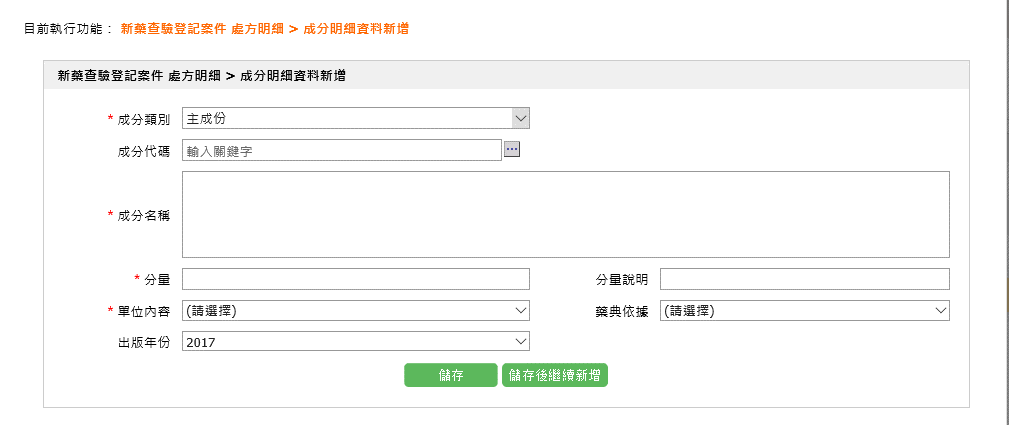 目前執行功能： 新藥查驗登記案件 處方明細 > 成分明細資料新增
新藥查驗登記案件 處方明細 > 成分明細資料新增
* 成分類別 主成份
成分代碼 輸入關鍵字 ...
* 成分名稱
* 分量 分量說明
* 單位內容 (請選擇) 藥典依據 (請選擇)
出版年份 2017
儲存 儲存後繼續新增